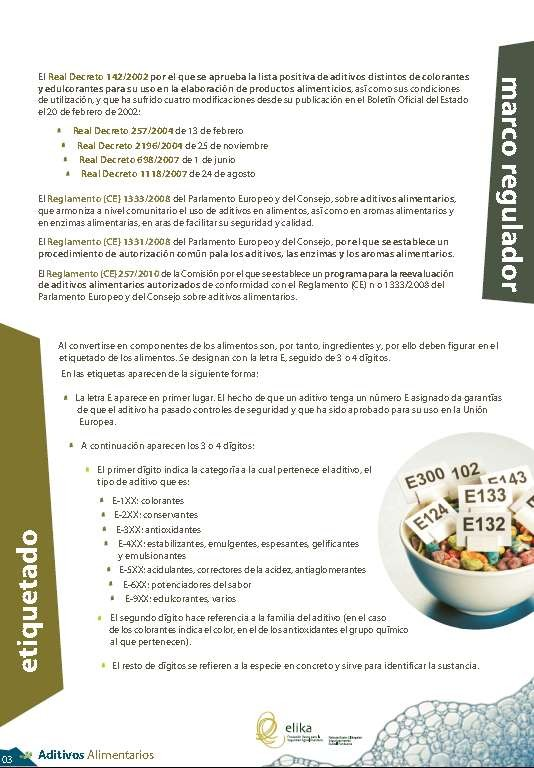 El Real Decreto 142/2002 por el que se aprueba la lista positiva de aditivos distintos de colorantes
y edulcorantes para su uso en la elaboración de productos alimenticios, así como sus condiciones
de utilización, y que ha sufrido cuatro modificaciones desde su publicación en el Boletín Oficial del Estado
el 20 de febrero de 2002:
Real Decreto 257/2004 de 13 de febrero
Real Decreto 2196/2004 de 25 de noviembre
Real Decreto 698/2007 de 1 de junio
Real Decreto 1118/2007 de 24 de agosto
El Reglamento (CE) 1333/2008 del Parlamento Europeo y del Consejo, sobre aditivos alimentarios,
que armoniza a nivel comunitario el uso de aditivos en alimentos, así como en aromas alimentarios y
en enzimas alimentarias, en aras de facilitar su seguridad y calidad.
El Reglamento (CE) 1331/2008 del Parlamento Europeo y del Consejo, por el que se establece un
procedimiento de autorización común pala los aditivos, las enzimas y los aromas alimentarios.
El Reglamento (CE) 257/2010 de la Comisión por el que se establece un programa para la reevaluación
de aditivos alimentarios autorizados de conformidad con el Reglamento (CE) n o 1333/2008 del
Parlamento Europeo y del Consejo sobre aditivos alimentarios.
marco regulador
Al convertirse en componentes de los alimentos son, por tanto, ingredientes y, por ello deben figurar en el
etiquetado de los alimentos. Se designan con la letra E, seguido de 3 o 4 dígitos.
En las etiquetas aparecen de la siguiente forma:
La letra E aparece en primer lugar. El hecho de que un aditivo tenga un número E asignado da garantías
de que el aditivo ha pasado controles de seguridad y que ha sido aprobado para su uso en la Unión
Europea.
A continuación aparecen los 3 o 4 dígitos:
El primer dígito indica la categoría a la cual pertenece el aditivo, el
tipo de aditivo que es:
E-1XX: colorantes
E-2XX: conservantes
E-3XX: antioxidantes
E-4XX: estabilizantes, emulgentes, espesantes, gelificantes
y emulsionantes
E-5XX: acidulantes, correctores de la acidez, antiaglomerantes
E-6XX: potenciadores del sabor
E-9XX: edulcorantes, varios
El segundo dígito hace referencia a la familia del aditivo (en el caso
de los colorantes indica el color, en el de los antioxidantes el grupo químico
al que pertenecen).
El resto de dígitos se refieren a la especie en concreto y sirve para identificar la sustancia.
E300 102 E143
E133
E124 E132
etiquetado
elika
03 Aditivos Alimentarios